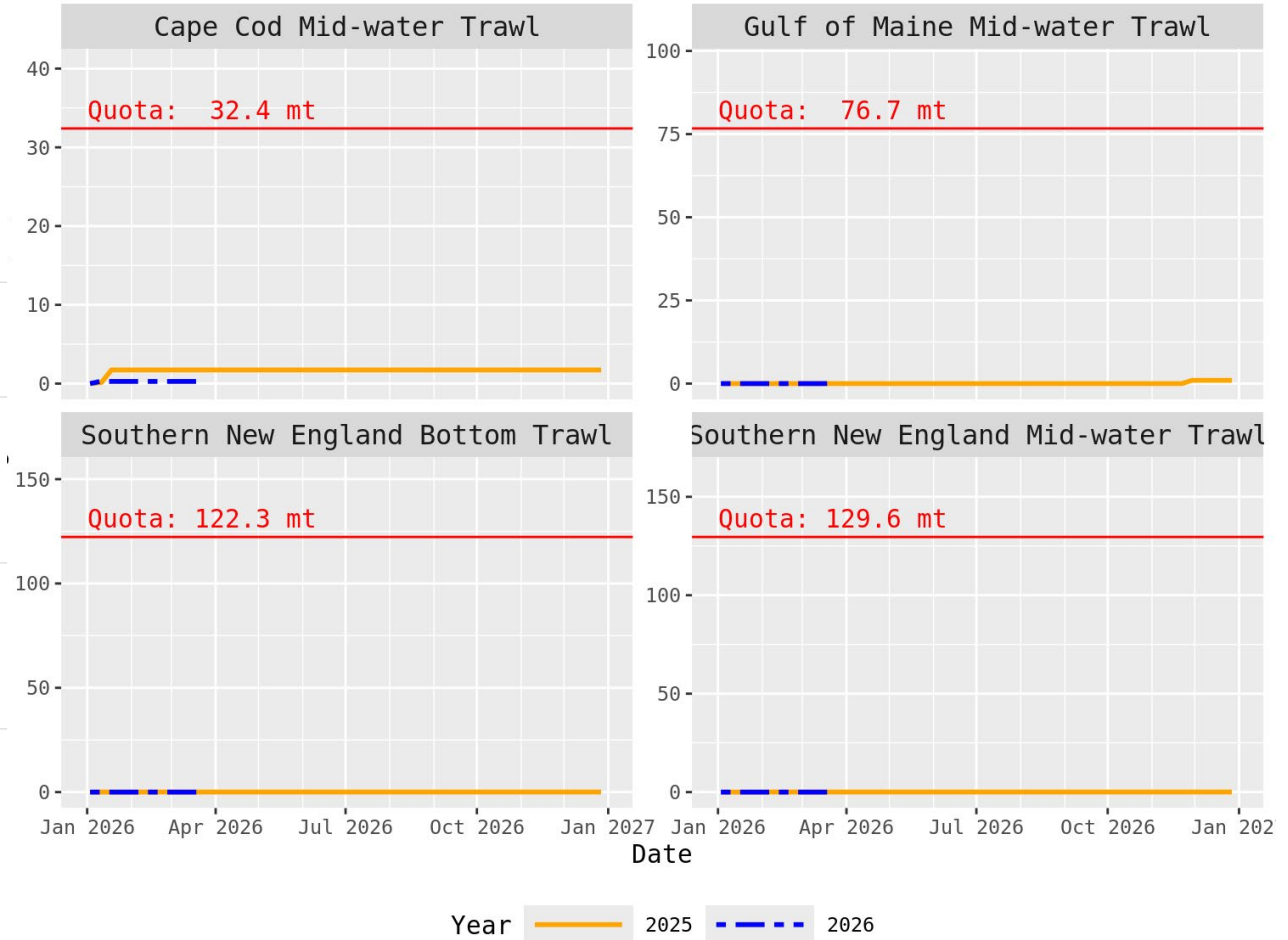 Cape Cod Mid-water Trawl
Gulf of Maine Mid-water Trawl
40
30
20
10
0
Quota:  32.4 mt
100
75
50
25
0
Quota:  76.7 mt
Southern New England Bottom Trawl
Southern New England Mid-water Trawl
150
100
50
0
Quota: 122.3 mt
150
100
50
0
Quota: 129.6 mt
Jan 2026 Apr 2026 Jul 2026 Oct 2026 Jan 2027
Jan 2026 Apr 2026 Jul 2026 Oct 2026 Jan 202
Date
Year 2025 2026